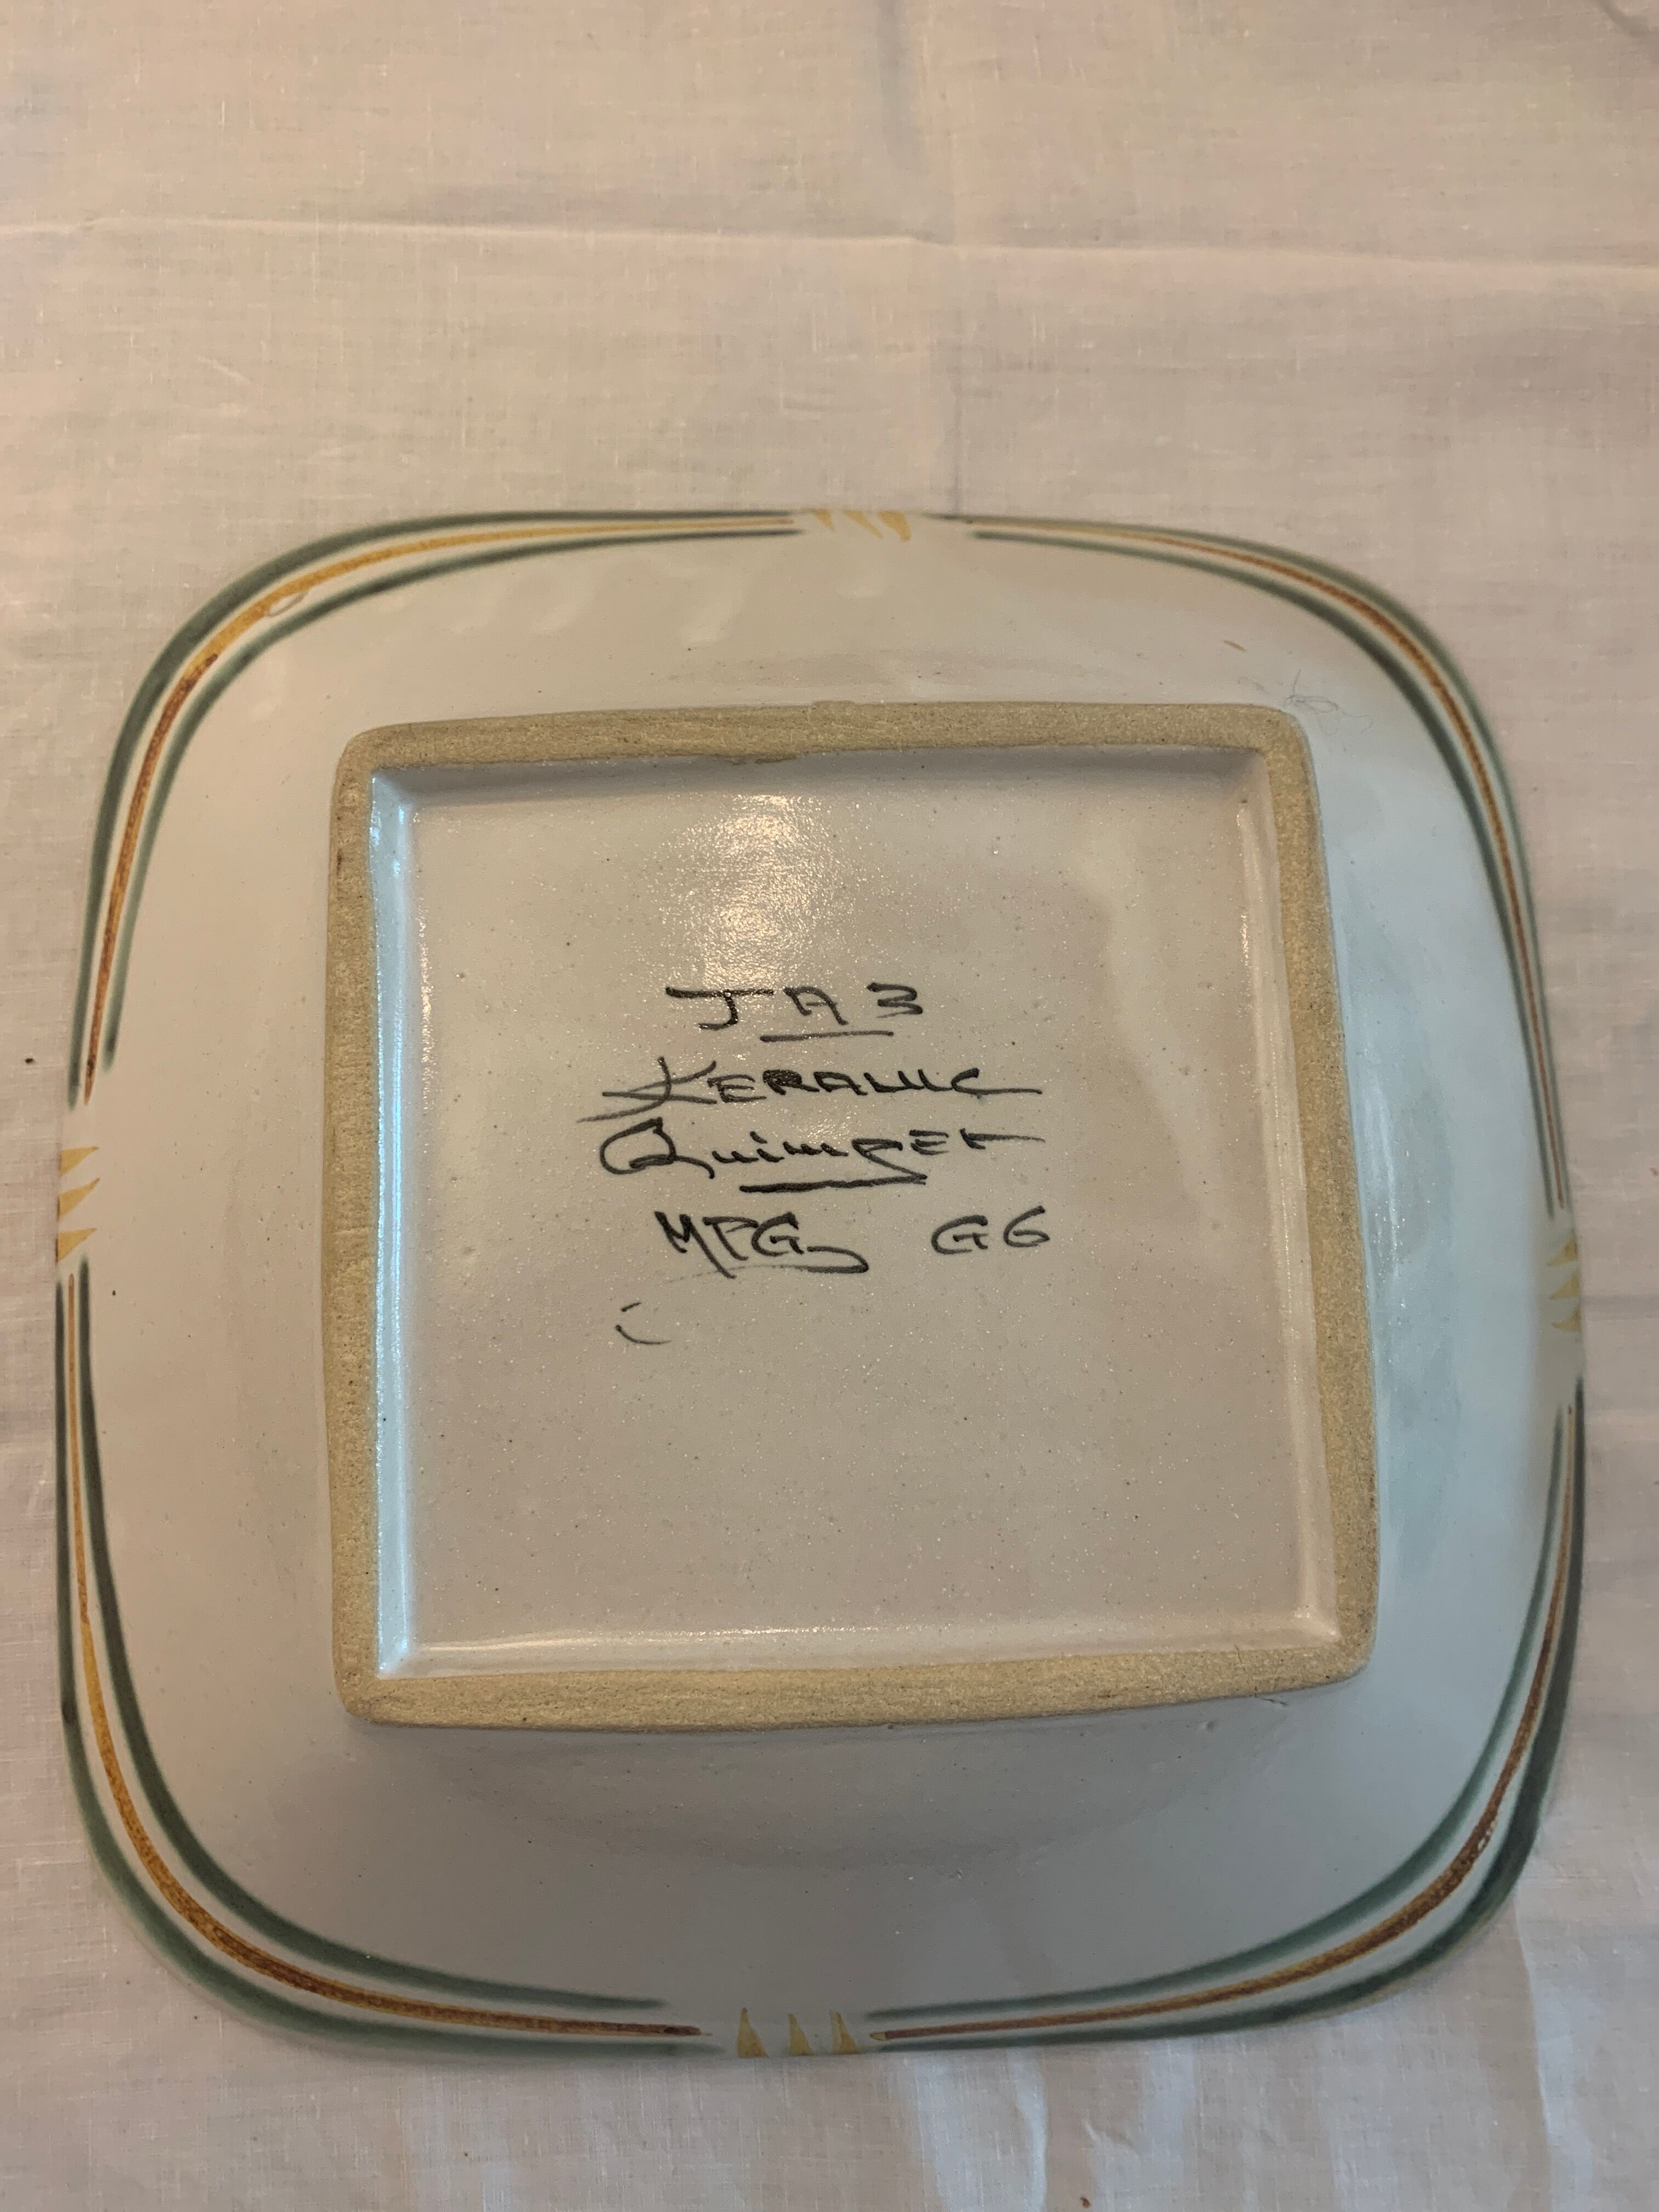 JA3
KERALUC
Quimper
MPG G6